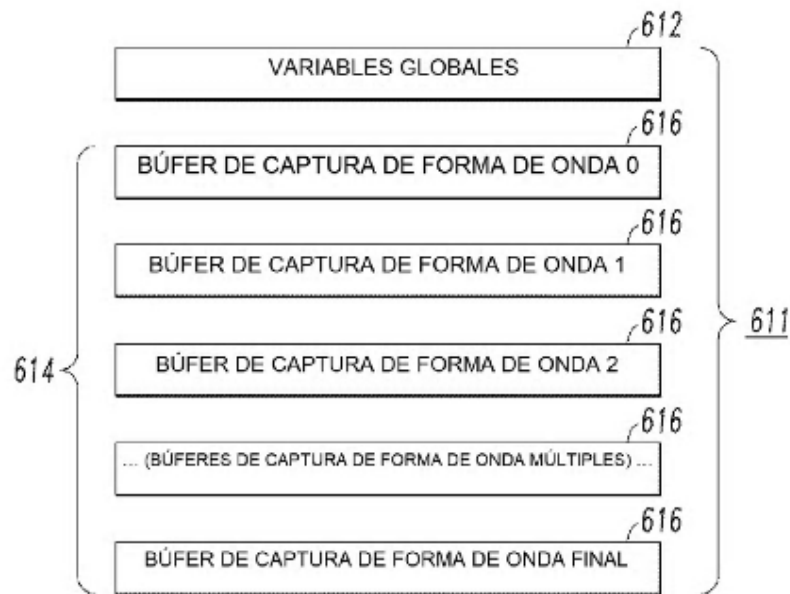 612
VARIABLES GLOBALES
616
BÚFER DE CAPTURA DE FORMA DE ONDA 0
616
BÚFER DE CAPTURA DE FORMA DE ONDA 1
616
BÚFER DE CAPTURA DE FORMA DE ONDA 2
616
... (BÚFERES DE CAPTURA DE FORMA DE ONDA MÚLTIPLES) ...
616
BÚFER DE CAPTURA DE FORMA DE ONDA FINAL
614
611